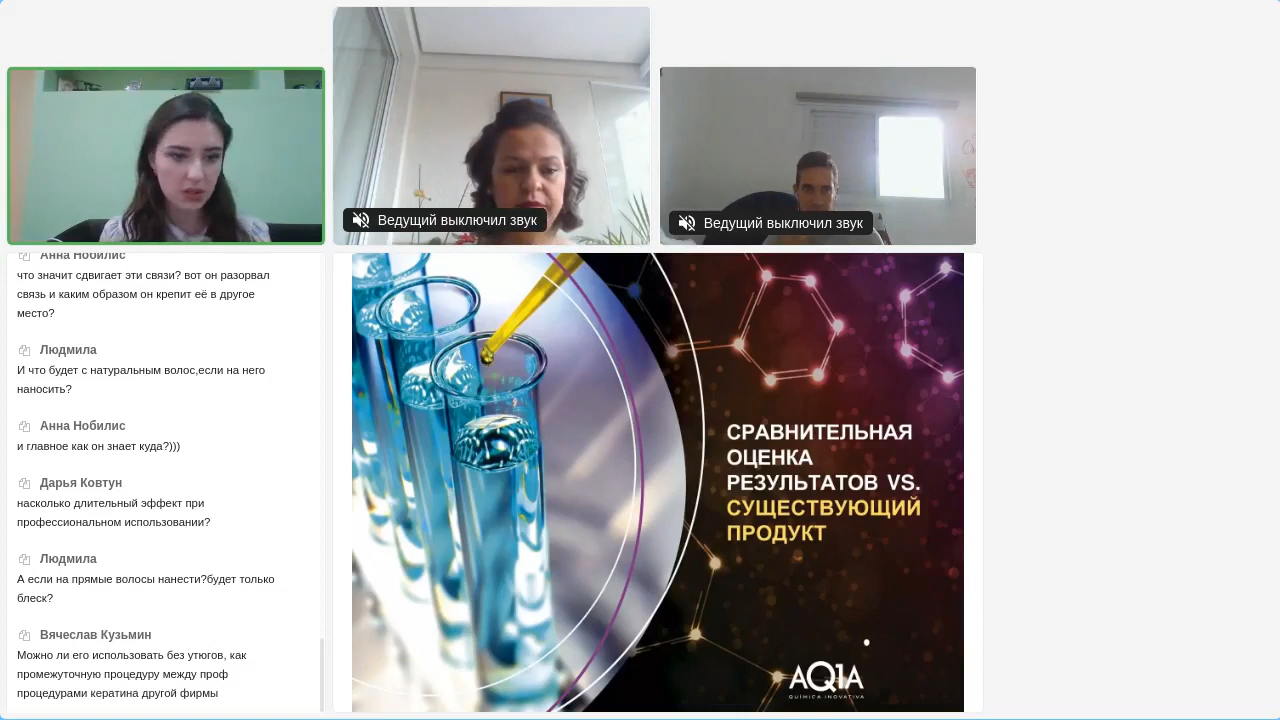 Ведущий выключил звук
Ведущий выключил звук
Анна Нобилис
что значит сдвигает эти связи? вот он разорвал
связь и каким образом он крепит её в другое
место?
Людмила
И что будет с натуральным волос,если на него
наносить?
Анна Нобилис
и главное как он знает куда?)))
Дарья Ковтун
насколько длительный эффект при
профессиональном использовании?
Людмила
А если на прямые волосы нанести?будет только
блеск?
Вячеслав Кузьмин
Можно ли его использовать без утюгов, как
промежуточную процедуру между проф
процедурами кератина другой фирмы
СРАВНИТЕЛЬНАЯ
ОЦЕНКА
РЕЗУЛЬТАТОВ VS.
СУЩЕСТВУЮЩИЙ
ПРОДУКТ
AQIA
QUÍMICA INOVATIVA